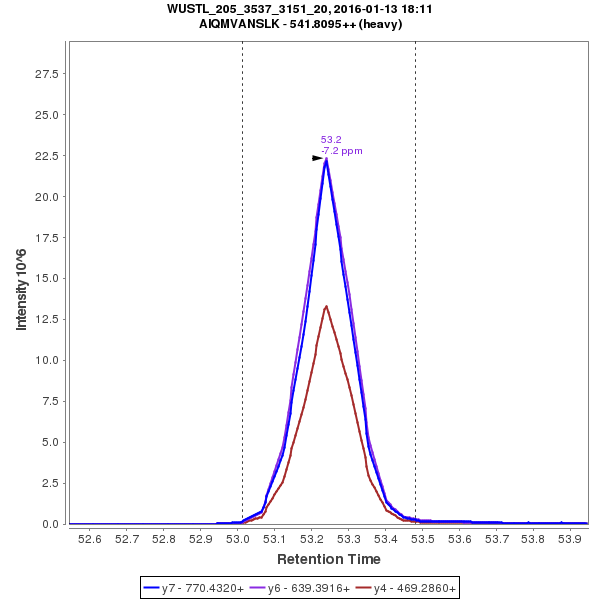 WUSTL_205_3537_3151_20, 2016-01-13 18:11
AIQMVANSLK - 541.8095++ (heavy)
27.5
25.0
22.5
20.0
17.5
15.0
12.5
10.0
7.5
5.0
2.5
0.0
Intensity 10^6
53.2
-7.2 ppm
52.6 52.7 52.8 52.9 53.0 53.1 53.2 53.3 53.4 53.5 53.6 53.7 53.8 53.9
Retention Time
y7 - 770.4320+ y6 - 639.3916+ y4 - 469.2860+